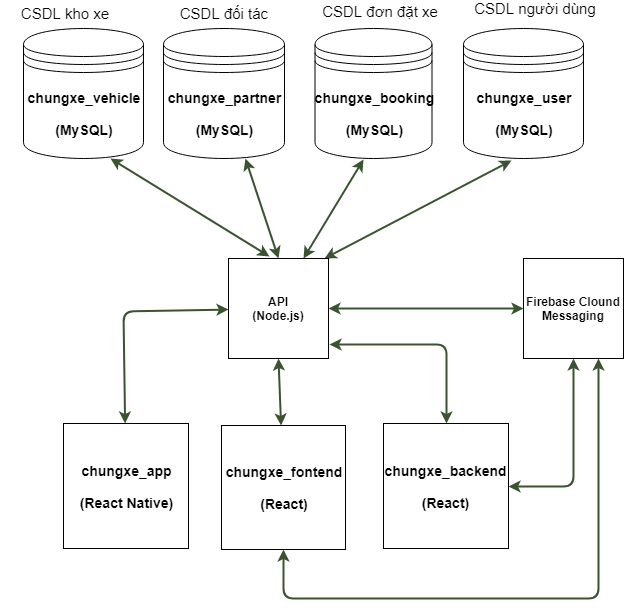 CSDL kho xe
CSDL đối tác
CSDL đơn đặt xe
CSDL người dùng
chungxe_vehicle
(MySQL)
chungxe_partner
(MySQL)
chungxe_booking
(MySQL)
chungxe_user
(MySQL)
API
(Node.js)
Firebase Clound
Messaging
chungxe_app
(React Native)
chungxe_fontend
(React)
chungxe_backend
(React)